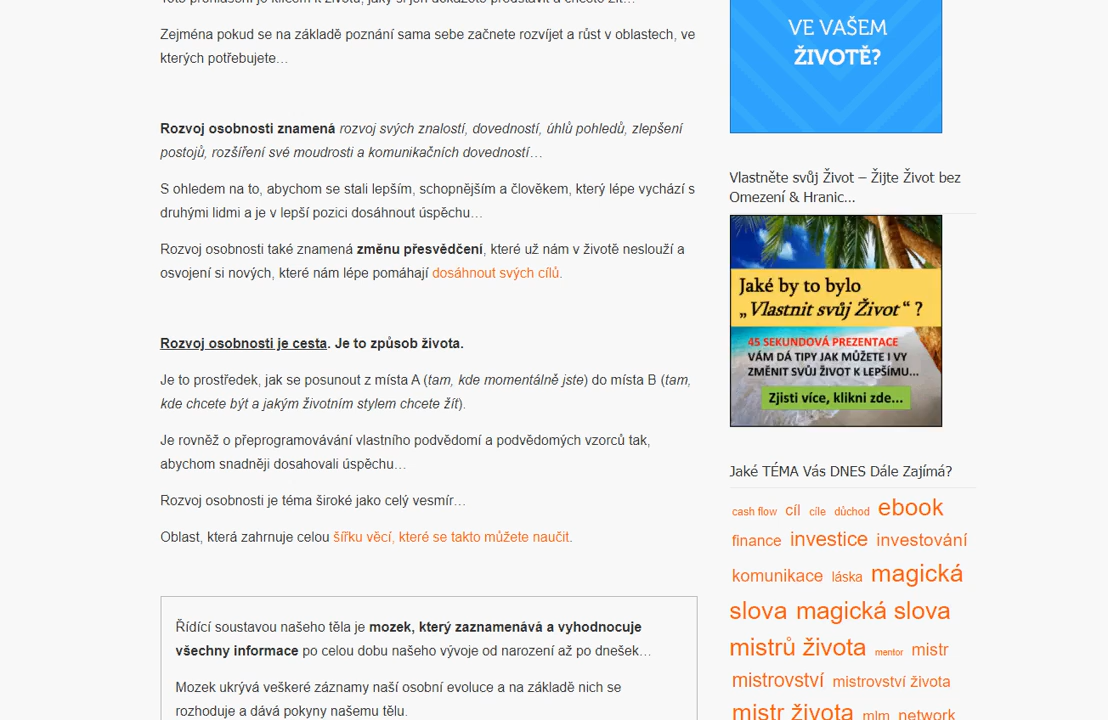 Toto prohlášení je klíčem k životu, jaký si jen dokážete představit a chcete žít…
Zejména pokud se na základě poznání sama sebe začnete rozvíjet a růst v oblastech, ve
kterých potřebujete…
Rozvoj osobnosti znamená rozvoj svých znalostí, dovedností, úhlů pohledů, zlepšení
postojů, rozšíření své moudrosti a komunikačních dovedností…
S ohledem na to, abychom se stali lepším, schopnějším a člověkem, který lépe vychází s
druhými lidmi a je v lepší pozici dosáhnout úspěchu…
Rozvoj osobnosti také znamená změnu přesvědčení, které už nám v životě neslouží a
osvojení si nových, které nám lépe pomáhají dosáhnout svých cílů.
Rozvoj osobnosti je cesta. Je to způsob života.
Je to prostředek, jak se posunout z místa A (tam, kde momentálně jste) do místa B (tam,
kde chcete být a jakým životním stylem chcete žít).
Je rovněž o přeprogramovávání vlastního podvědomí a podvědomých vzorců tak,
abychom snadněji dosahovali úspěchu…
Rozvoj osobnosti je téma široké jako celý vesmír…
Oblast, která zahrnuje celou šířku věcí, které se takto můžete naučit.
Řídící soustavou našeho těla je mozek, který zaznamenává a vyhodnocuje
všechny informace po celou dobu našeho vývoje od narození až po dnešek…
Mozek ukrývá veškeré záznamy naší osobní evoluce a na základě nich se
rozhoduje a dává pokyny našemu tělu.
VE VAŠEM
ŽIVOTĚ?
Vlastněte svůj Život – Žijte Život bez
Omezení & Hranic…
Jaké by to bylo
„Vlastnit svůj Život“ ?
45 SEKUNDOVÁ PREZENTACE
VÁM DÁ TIPY JAK MŮŽETE I VY
ZMĚNIT SVŮJ ŽIVOT K LEPŠÍMU...
Zjisti více, klikni zde...
Jaké TÉMA Vás DNES Dále Zajímá?
cash flow cíl cíle důchod ebook
finance investice investování
komunikace láska magická
slova magická slova
mistrů života mentor mistr
mistrovství mistrovství života
mistr života mlm network